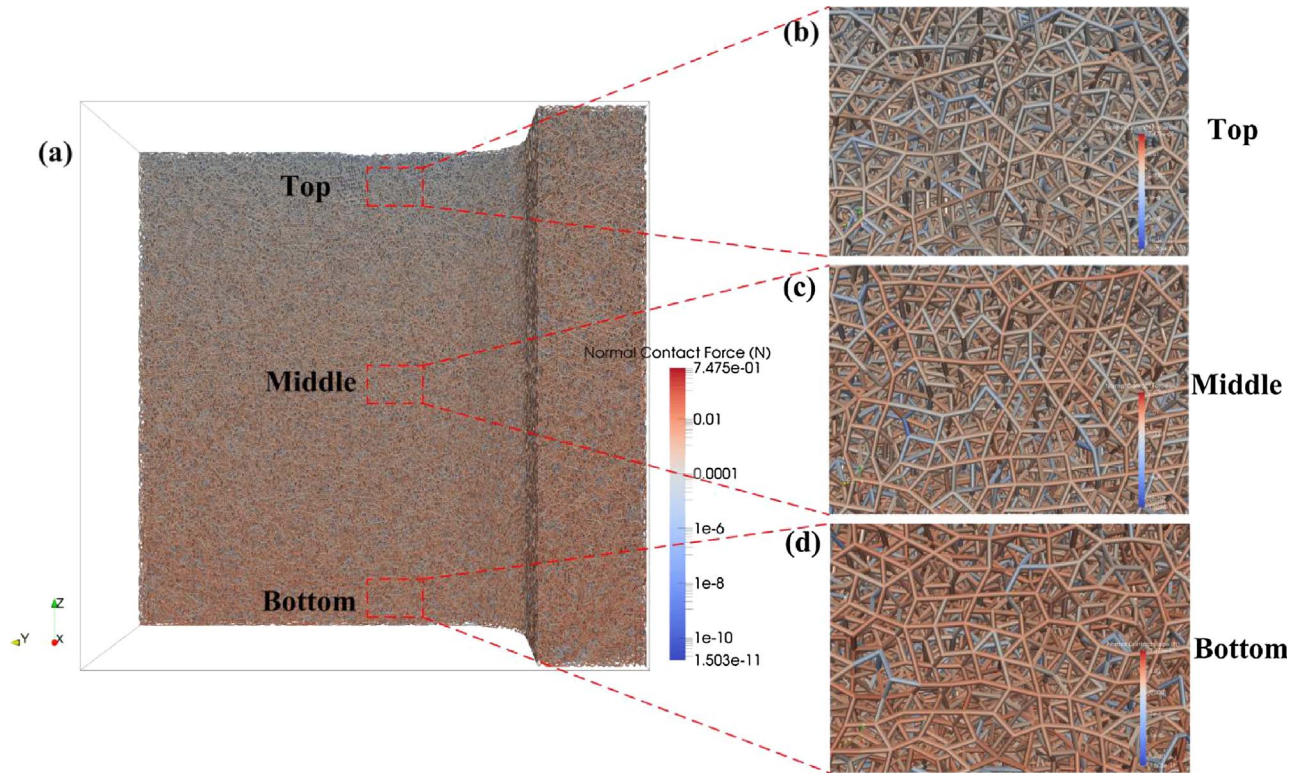 (a)
Top
Middle
Bottom
Normal Contact Force (N)
7.475e-01
0.01
0.0001
1e-6
1e-8
1e-10
1.503e-11
Z
Y
X
(b)
Top
(c)
Middle
(d)
Bottom